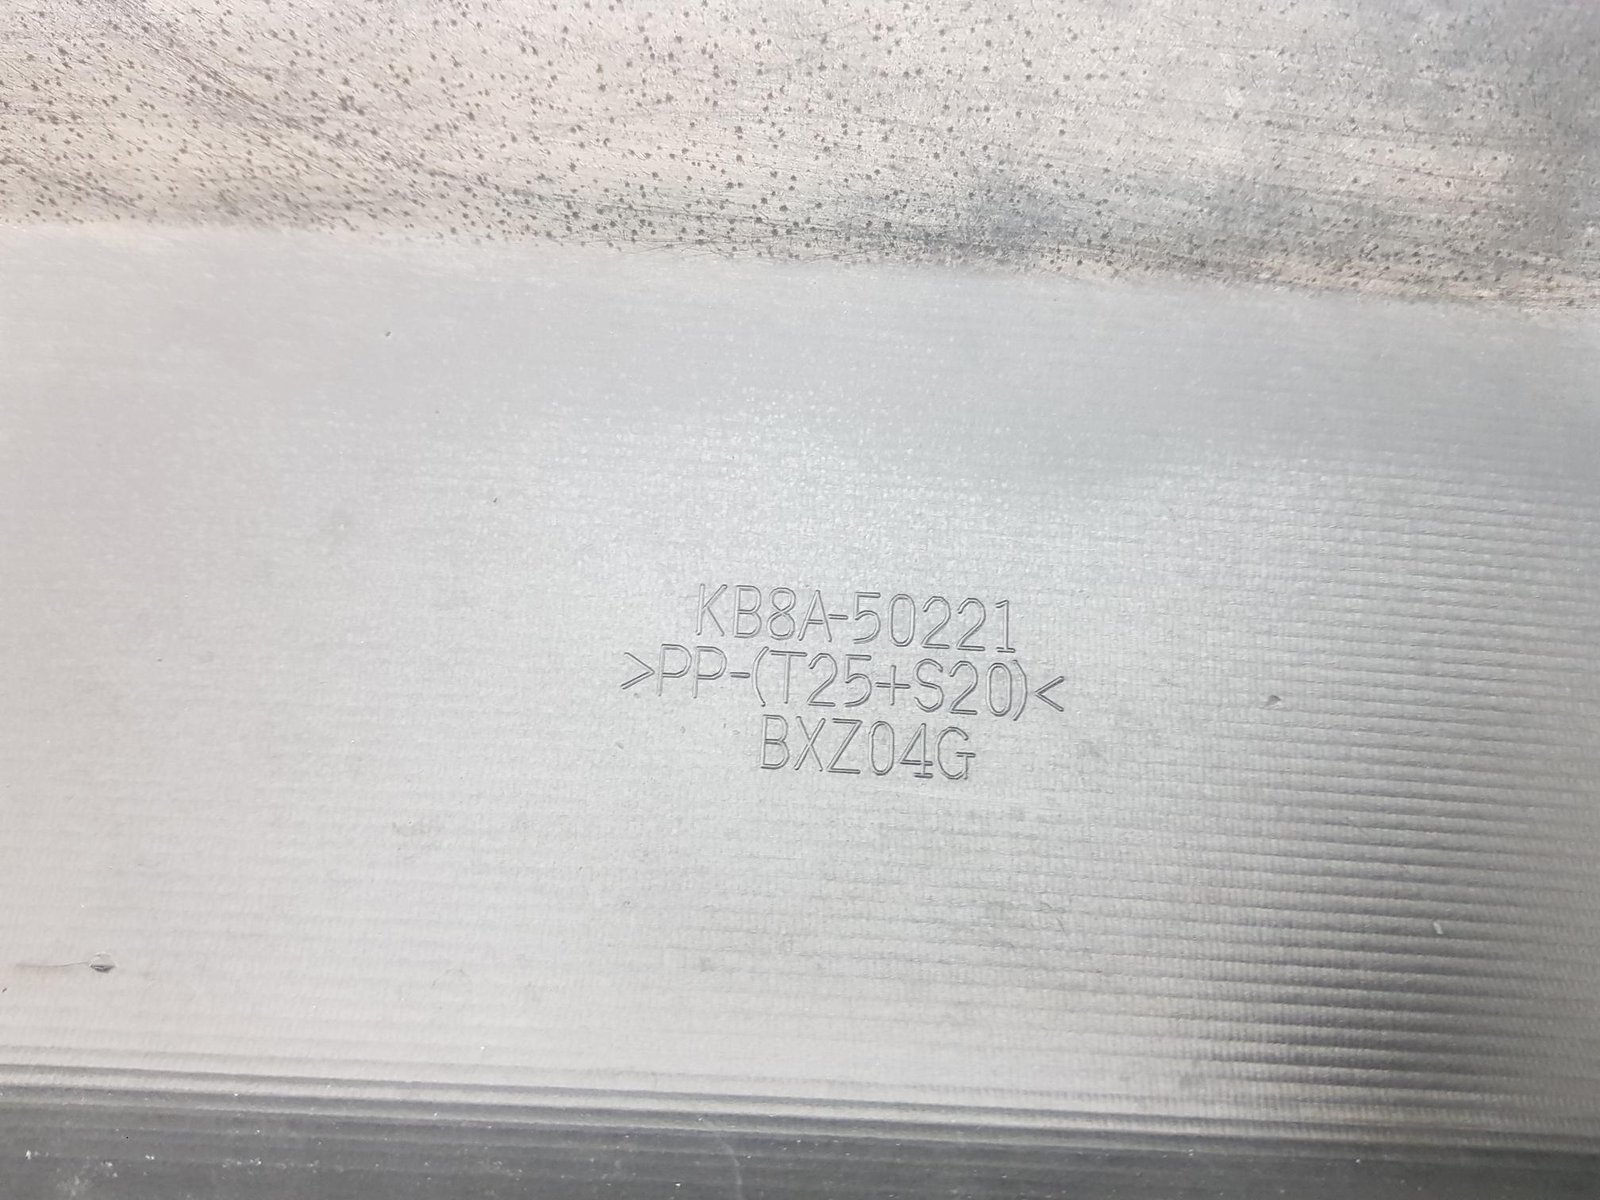 KB8A-50221
>PP-(T25+S20)<
BXZ04G